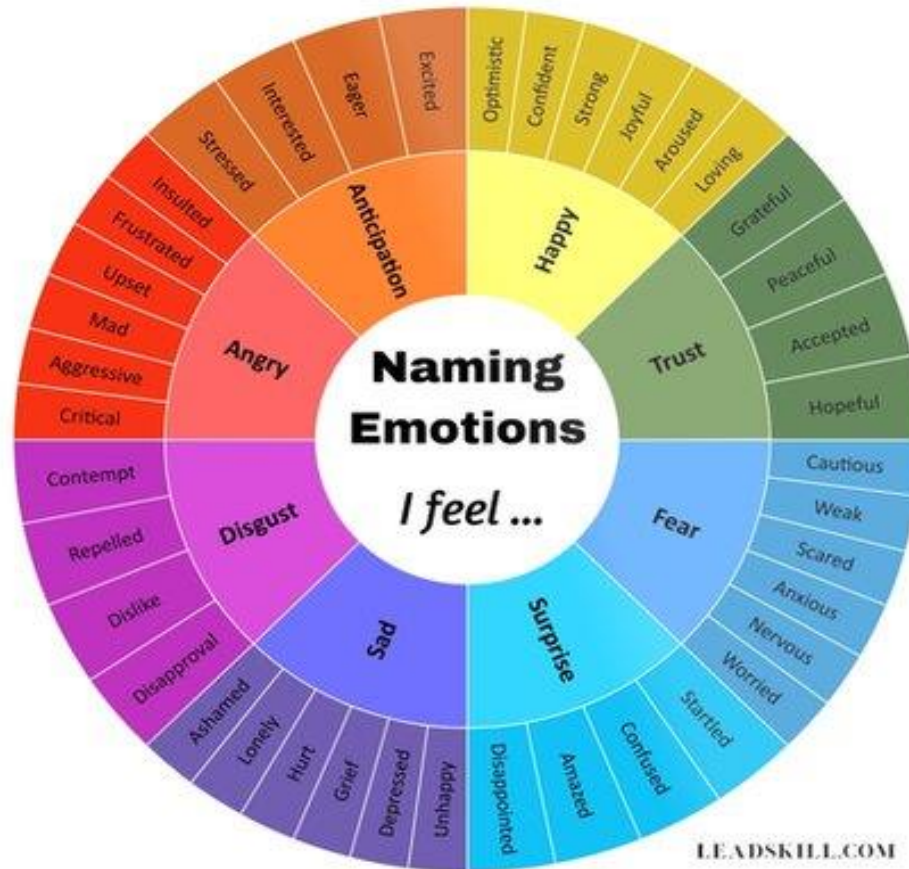 Naming
Emotions
I feel ...
Happy
Optimistic
Confident
Strong
Joyful
Aroused
Loving
Trust
Grateful
Peaceful
Accepted
Hopeful
Fear
Cautious
Weak
Scared
Anxious
Nervous
Worried
Surprise
Startled
Confused
Amazed
Disappointed
Sad
Unhappy
Depressed
Grief
Hurt
Lonely
Ashamed
Disgust
Disapproval
Dislike
Repelled
Contempt
Angry
Critical
Aggressive
Mad
Upset
Frustrated
Insulted
Anticipation
Stressed
Interested
Eager
Excited
LEADSKILL.COM